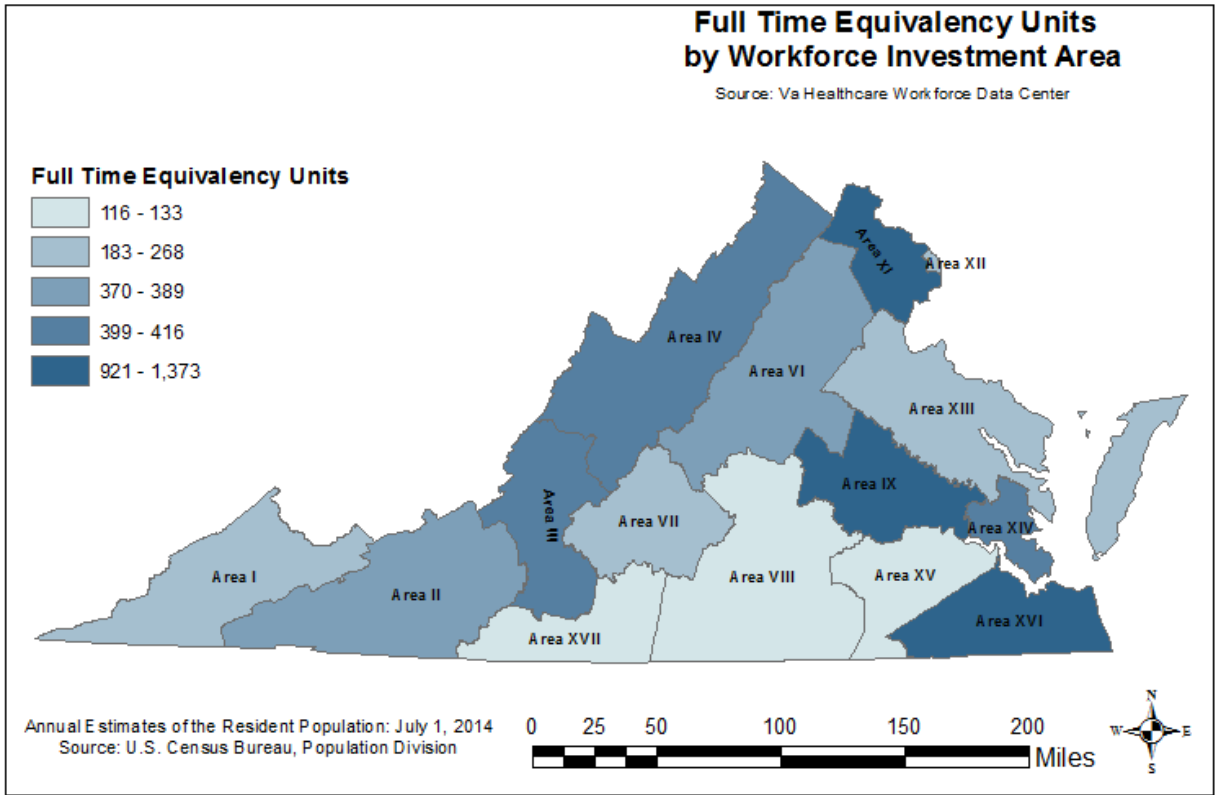 Full Time Equivalency Units
by Workforce Investment Area
Source: Va Healthcare Workforce Data Center
Full Time Equivalency Units
116 - 133
183 - 268
370 - 389
399 - 416
921 - 1,373
Area XI
Area XII
Area IV
Area VI
Area XIII
Area IX
Area III
Area VII
Area XIV
Area I
Area II
Area VIII
Area XV
Area XVII
Area XVI
Annual Estimates of the Resident Population: July 1, 2014
Source: U.S. Census Bureau, Population Division
0 25 50 100 150 200
Miles
N
W E
S